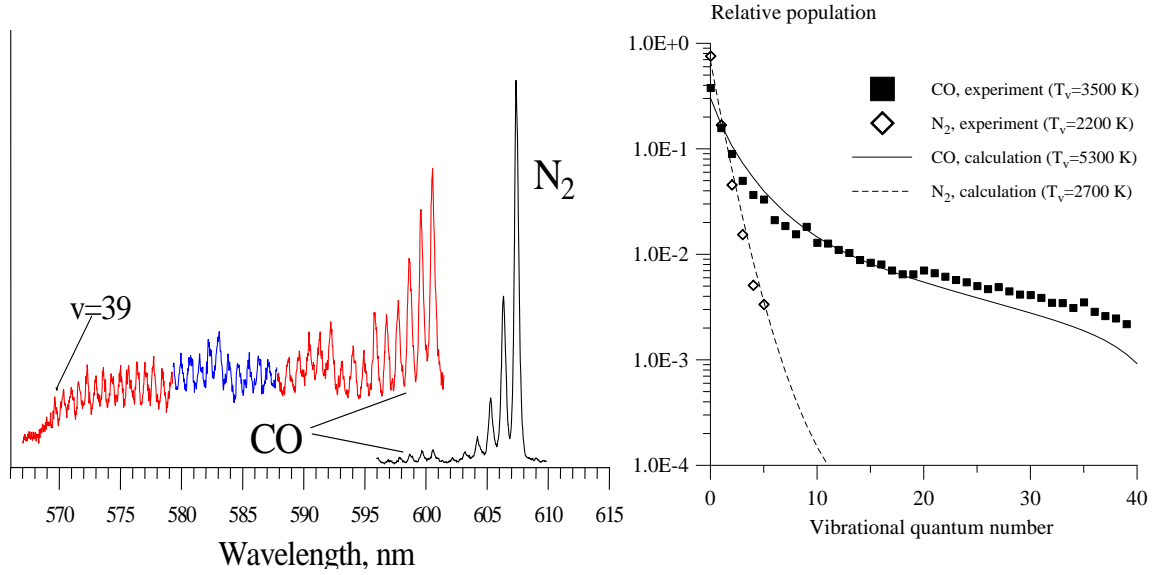 N2
v=39
CO
570 575 580 585 590 595 600 605 610 615
Wavelength, nm
Relative population
1.0E+0
1.0E-1
1.0E-2
1.0E-3
1.0E-4
CO, experiment (Tv=3500 K)
N2, experiment (Tv=2200 K)
CO, calculation (Tv=5300 K)
N2, calculation (Tv=2700 K)
0 10 20 30 40
Vibrational quantum number